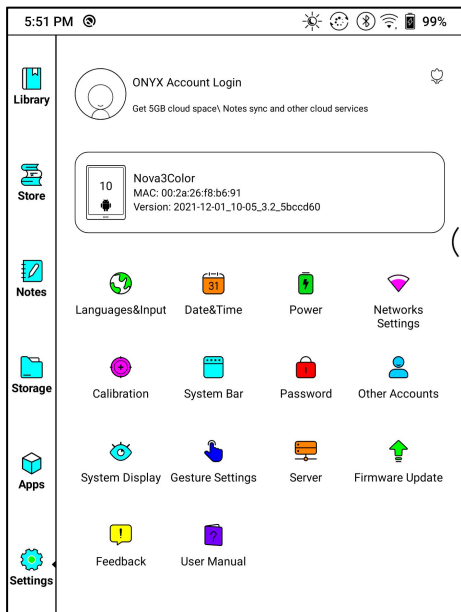 5:51 PM
99%
ONYX Account Login
Get 5GB cloud space\ Notes sync and other cloud services
10
Nova3Color
MAC: 00:2a:26:f8:b6:91
Version: 2021-12-01_10-05_3.2_5bccd60
Library
Store
Notes
Storage
Apps
Settings
31
Languages&Input
Date&Time
Power
Networks
Settings
Calibration
System Bar
Password
Other Accounts
System Display
Gesture Settings
Server
Firmware Update
!
?
Feedback
User Manual